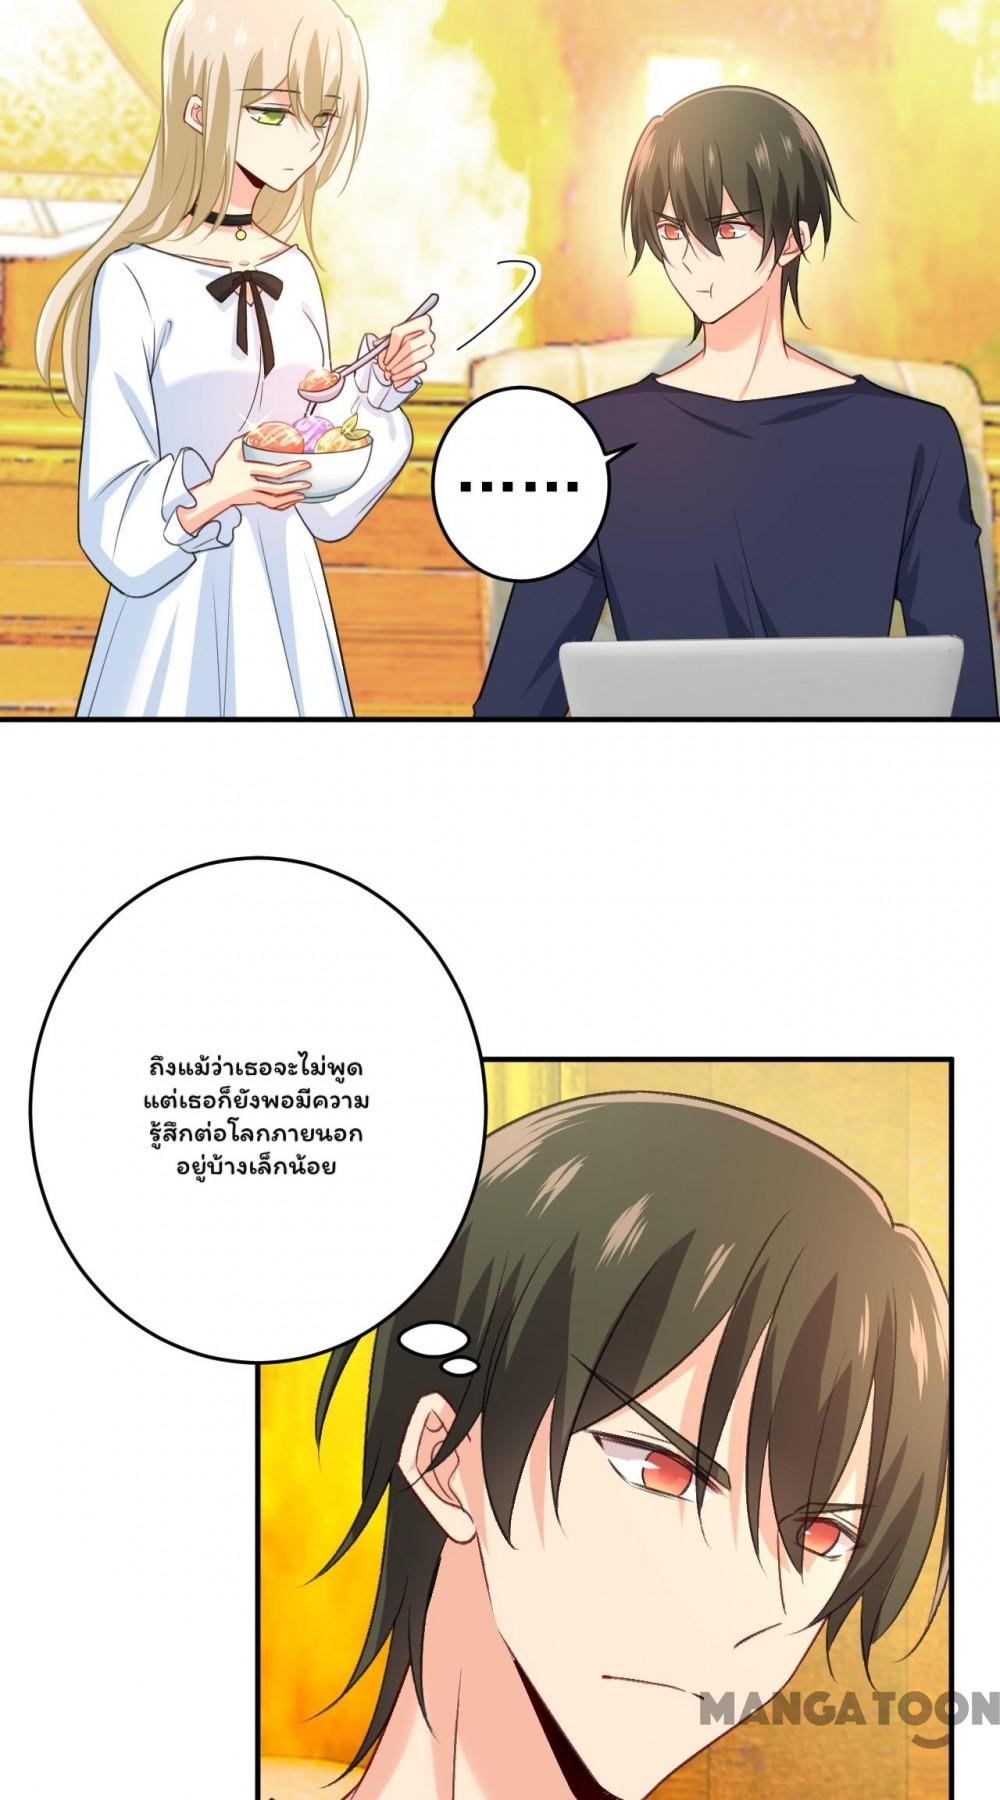 ......
ถึงแม้ว่าเธอจะไม่พูด
แต่เธอก็ยังพอมีความ
รู้สึกต่อโลกภายนอก
อยู่บ้างเล็กน้อย
MANGATOON